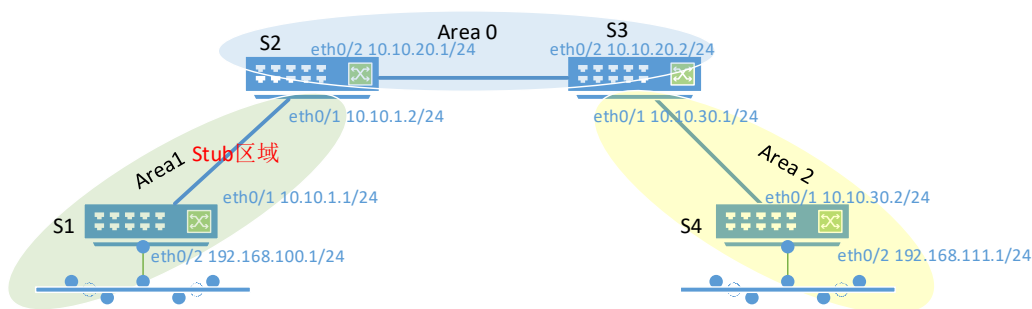 Area 0
S2
S3
eth0/2 10.10.20.1/24
eth0/2 10.10.20.2/24
eth0/1 10.10.1.2/24
eth0/1 10.10.30.1/24
Area1
Stub区域
Area 2
eth0/1 10.10.1.1/24
eth0/1 10.10.30.2/24
S1
S4
eth0/2 192.168.100.1/24
eth0/2 192.168.111.1/24